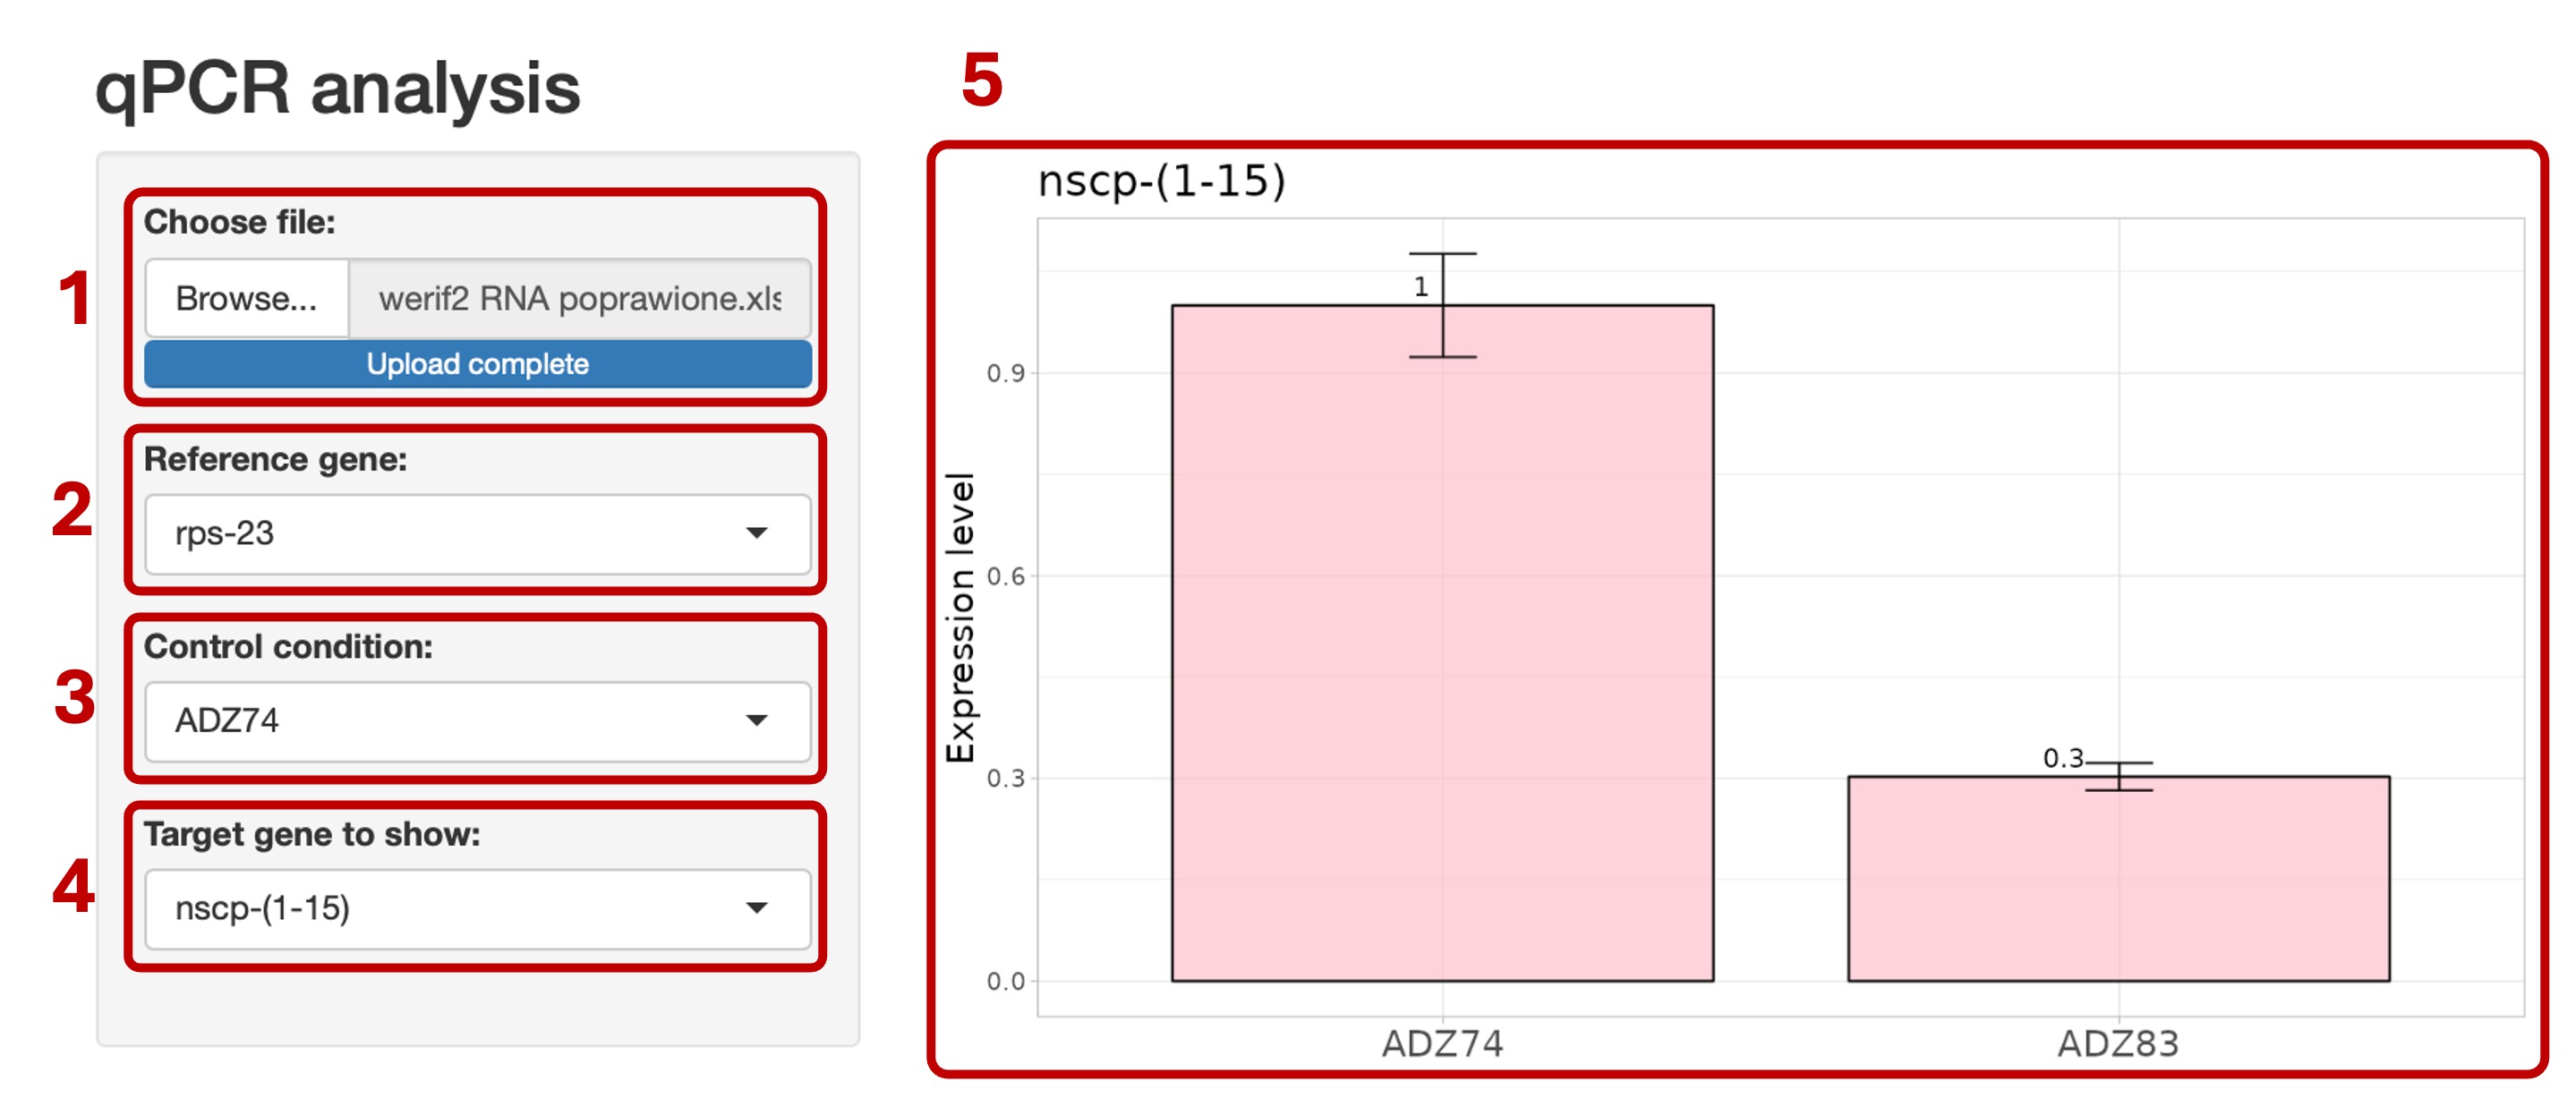 qPCR analysis
1
Choose file:
Browse... werif2 RNA poprawione.xls
Upload complete
2
Reference gene:
rps-23
3
Control condition:
ADZ74
4
Target gene to show:
nscp-(1-15)
5
nscp-(1-15)
Expression level
0.9
0.6
0.3
0.0
1
0.3
ADZ74
ADZ83